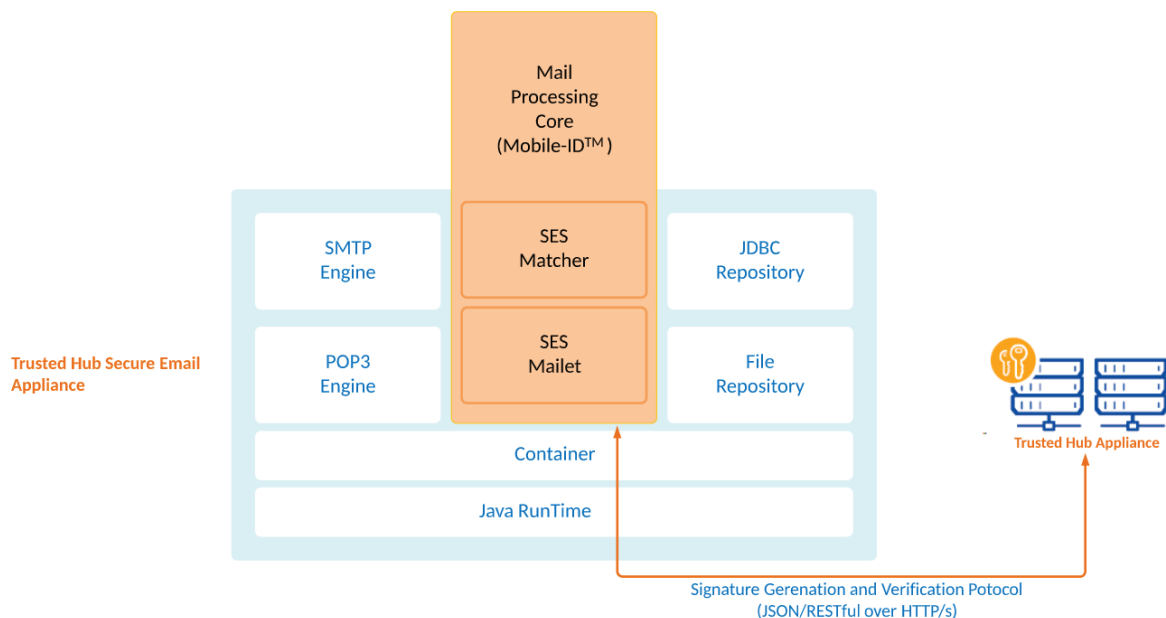 Mail
Processing
Core
(Mobile-ID™)
SES
Matcher
SMTP
Engine
JDBC
Repository
SES
Mailet
POP3
Engine
File
Repository
Trusted Hub Secure Email
Appliance
Container
Java RunTime
Trusted Hub Appliance
Signature Gerenation and Verification Potocol
(JSON/RESTful over HTTP/s)